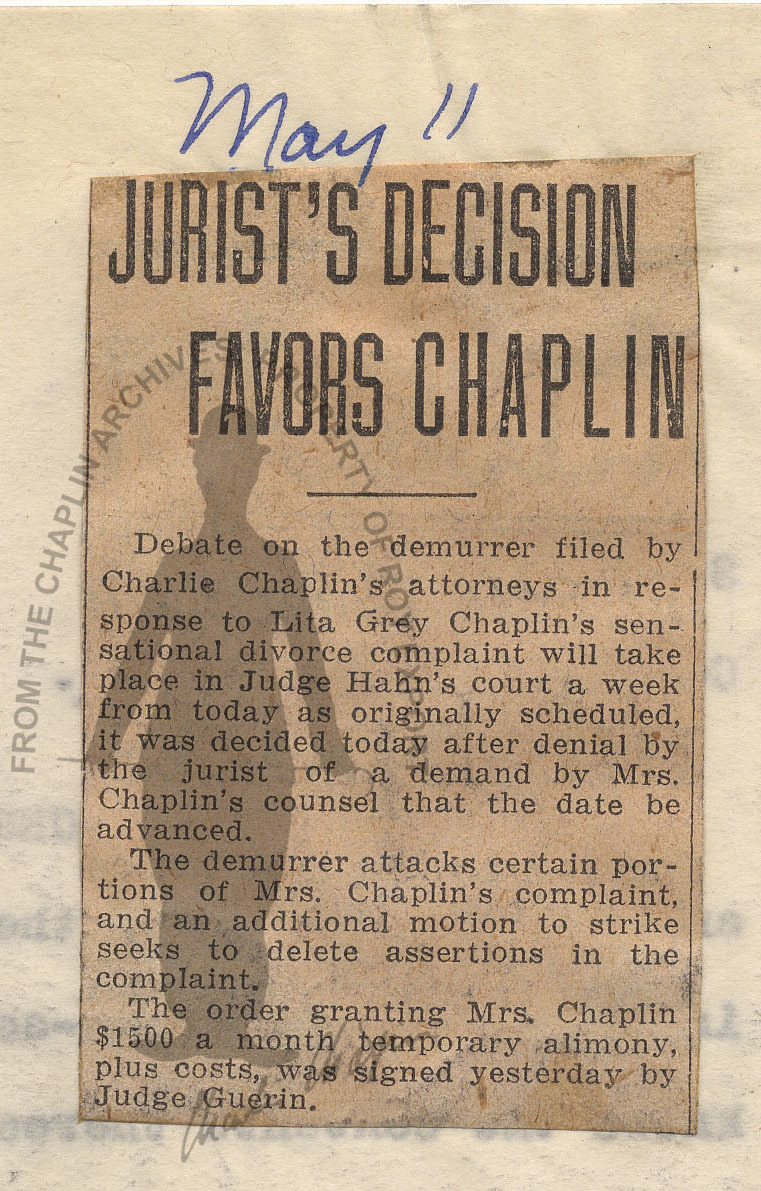 May 11
JURIST'S DECISION
FAVORS CHAPLIN
Debate on the demurrer filed by
Charlie Chaplin's attorneys in re-
sponse to Lita Grey Chaplin's sen-
sational divorce complaint will take
place in Judge Hahn's court a week
from today as originally scheduled,
it was decided today after denial by
the jurist of a demand by Mrs.
Chaplin's counsel that the date be
advanced.
The demurrer attacks certain por-
tions of Mrs. Chaplin's complaint,
and an additional motion to strike
seeks to delete assertions in the
complaint.
The order granting Mrs. Chaplin
$1500 a month temporary alimony,
plus costs, was signed yesterday by
Judge Guerin.
FROM THE CHAPLIN ARCHIVES PROPERTY OF ROY